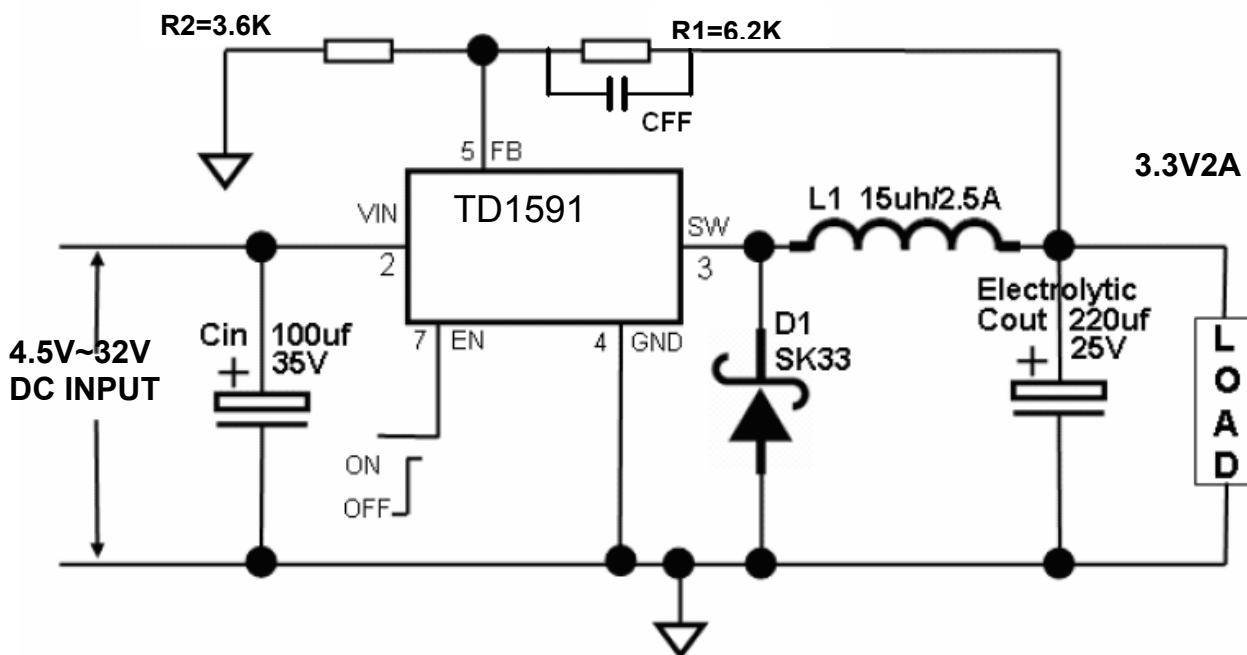 R2=3.6K
R1=6.2K
CFF
5 FB
3.3V2A
TD1591
L1 15uh/2.5A
VIN
SW
2
3
Electrolytic
Cout 220uf
25V
D1
SK33
7 EN
4 GND
Cin 100uf
35V
4.5V~32V
DC INPUT
+
+
LOAD
ON
OFF